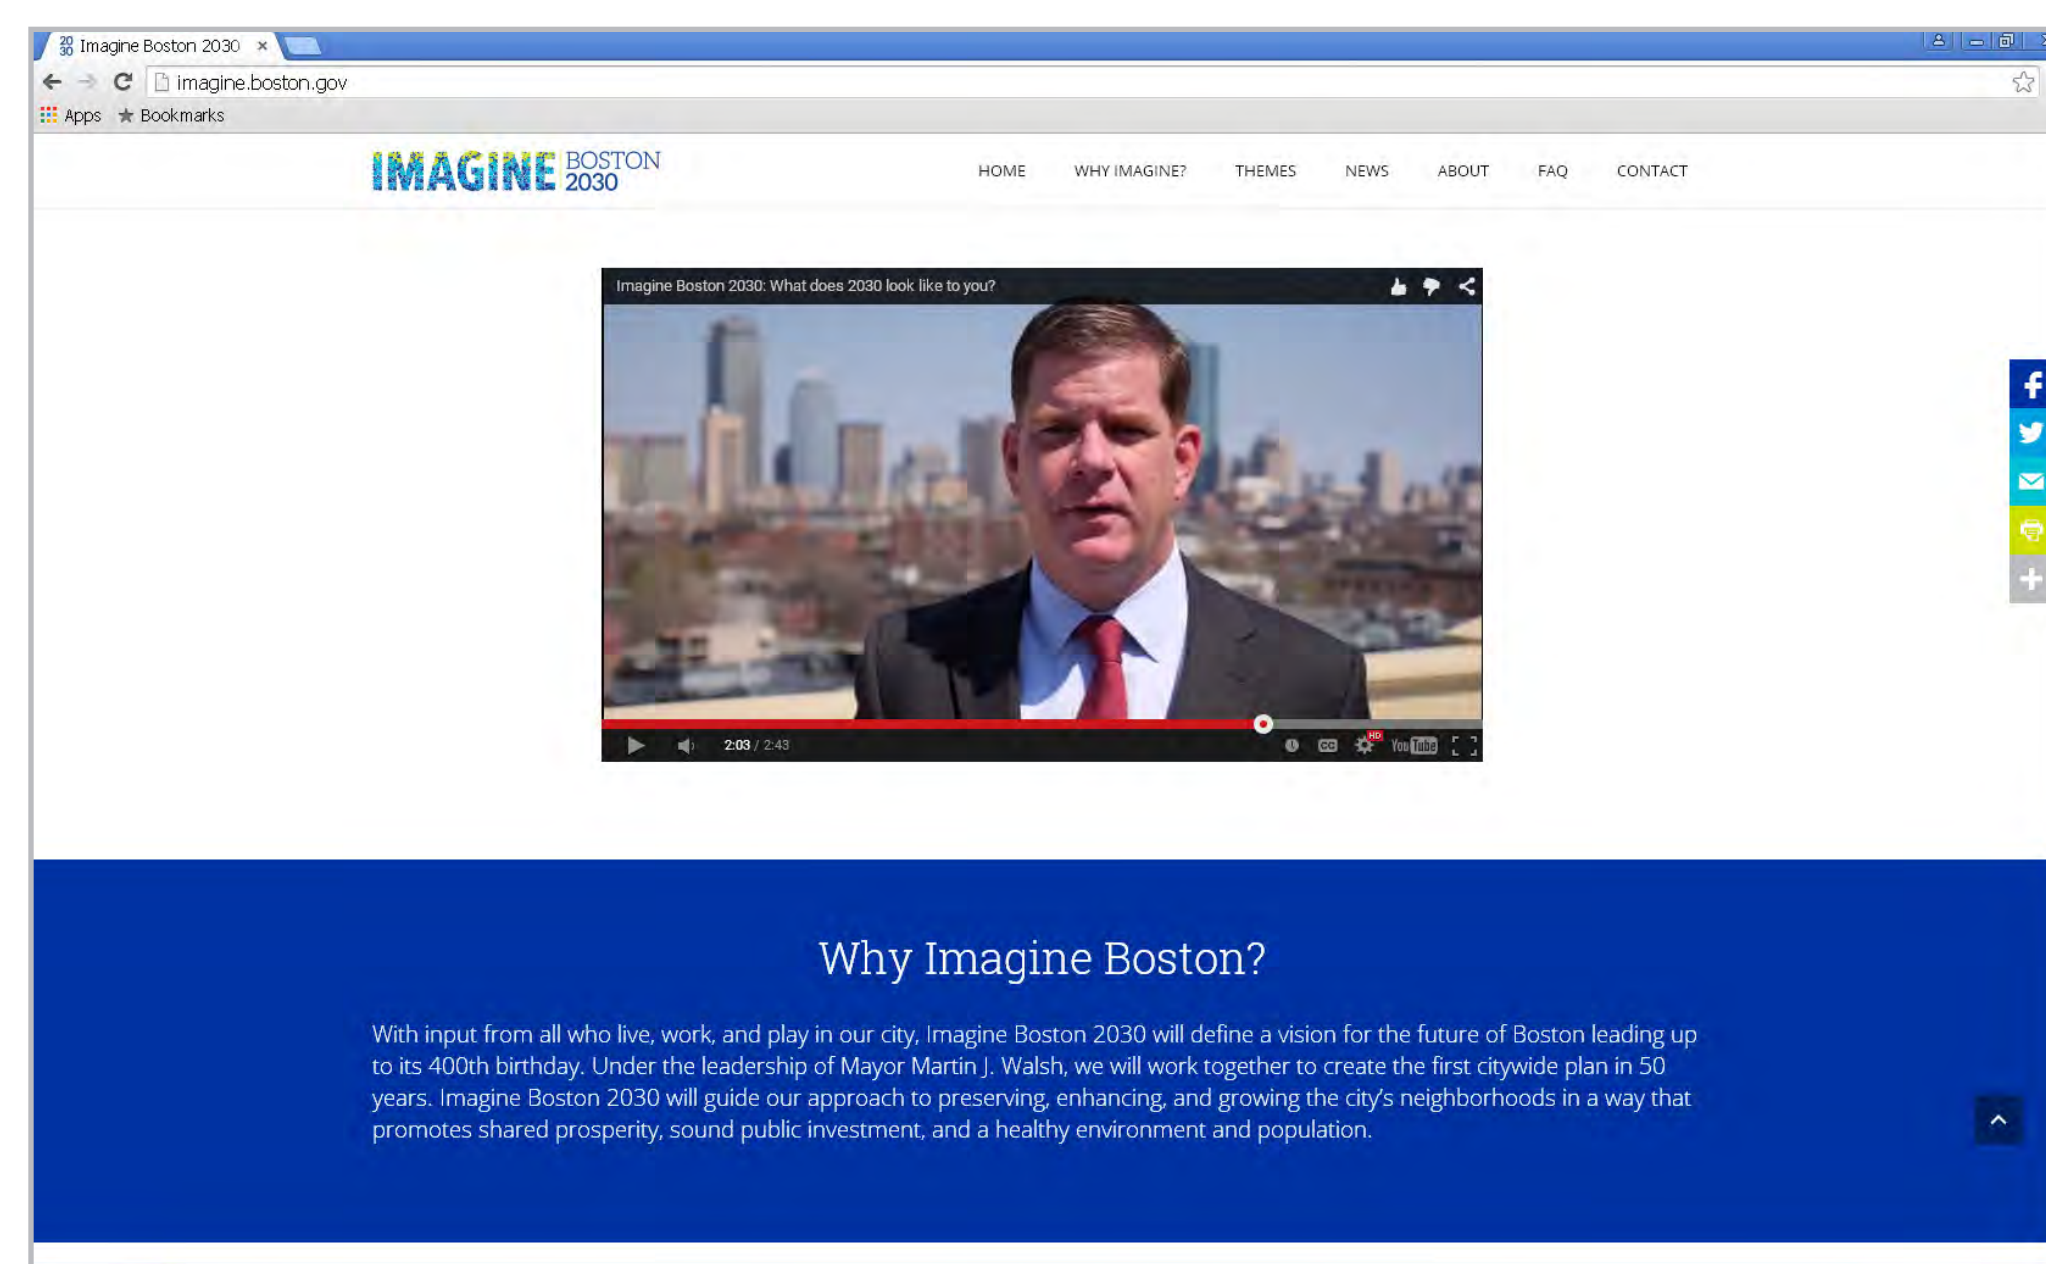 2030 Imagine Boston 2030
imagine.boston.gov
Apps Bookmarks
IMAGINE BOSTON 2030
HOME WHY IMAGINE? THEMES NEWS ABOUT FAQ CONTACT
Imagine Boston 2030: What does 2030 look like to you?
2:03 / 2:43 CC HD YouTube
Why Imagine Boston?
With input from all who live, work, and play in our city, Imagine Boston 2030 will define a vision for the future of Boston leading up
to its 400th birthday. Under the leadership of Mayor Martin J. Walsh, we will work together to create the first citywide plan in 50
years. Imagine Boston 2030 will guide our approach to preserving, enhancing, and growing the city's neighborhoods in a way that
promotes shared prosperity, sound public investment, and a healthy environment and population.